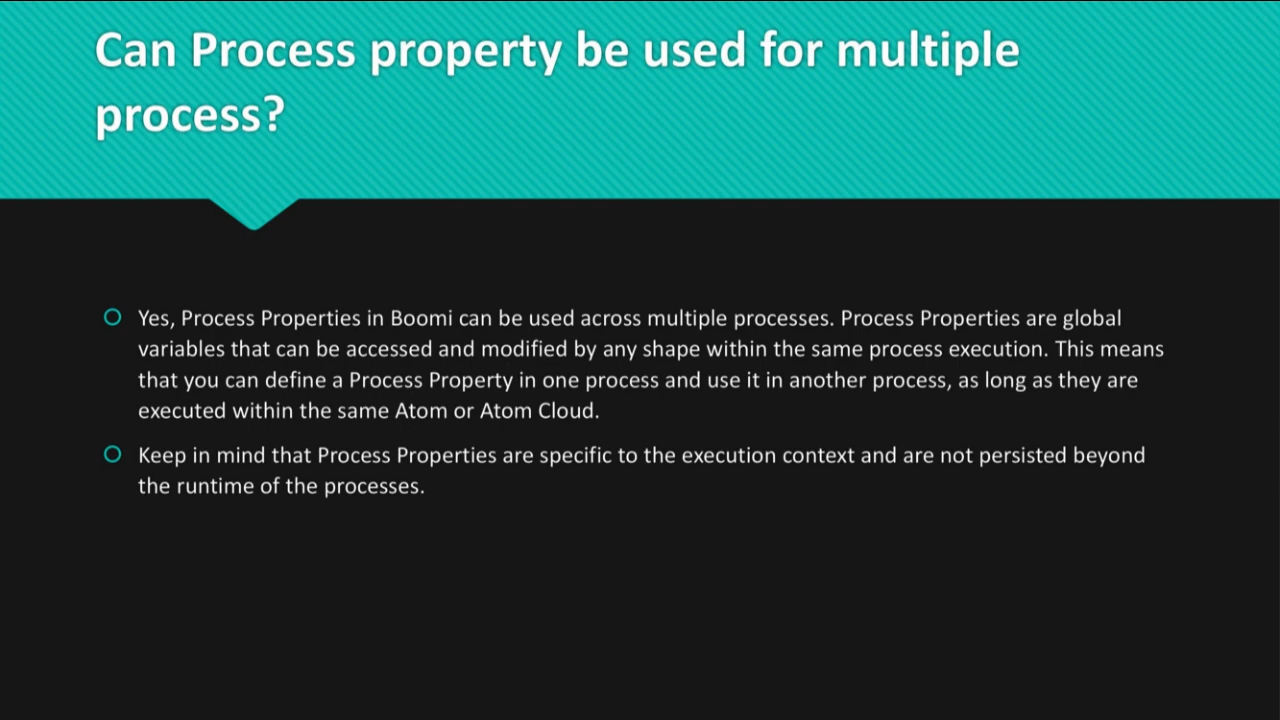 Can Process property be used for multiple
process?
Yes, Process Properties in Boomi can be used across multiple processes. Process Properties are global
variables that can be accessed and modified by any shape within the same process execution. This means
that you can define a Process Property in one process and use it in another process, as long as they are
executed within the same Atom or Atom Cloud.
Keep in mind that Process Properties are specific to the execution context and are not persisted beyond
the runtime of the processes.